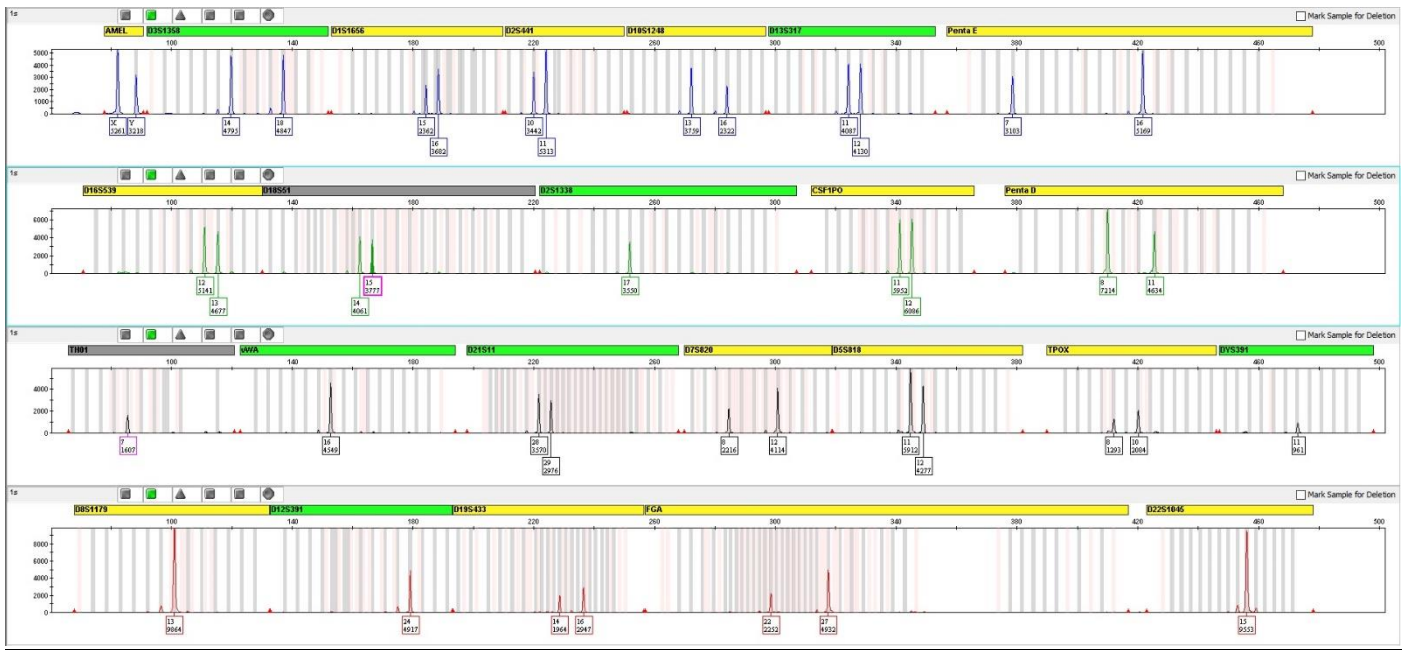 1s
Mark Sample for Deletion
AMEL D3S1358 D1S1656 D2S441 D10S1248 D13S317 Penta E
100 140 180 220 260 300 340 380 420 460 500
5000
4000
3000
2000
1000
0
X Y 14 18 15 10 13 16 11 7 16
5261 3218 4795 4847 2362 3442 3759 2322 4087 3103 5169
16 11 12
3682 5313 4130
1s
Mark Sample for Deletion
D16S539 D18S51 D2S1338 CSF1PO Penta D
100 140 180 220 260 300 340 380 420 460 500
6000
4000
2000
0
12 15 17 11 8 11
5141 3777 3550 5952 7214 4634
13 14 12
4677 4061 6086
1s
Mark Sample for Deletion
TH01 vWA D21S11 D7S820 D5S818 TPOX DYS391
100 140 180 220 260 300 340 380 420 460 500
4000
2000
0
7 16 28 8 12 11 8 10 11
1607 4549 3570 2216 4114 5912 1293 2084 961
29 12
2976 4277
1s
Mark Sample for Deletion
D8S1179 D12S391 D19S433 FGA D22S1045
100 140 180 220 260 300 340 380 420 460 500
8000
6000
4000
2000
0
13 24 14 16 22 27 15
9864 4917 1964 2947 2252 4932 9553